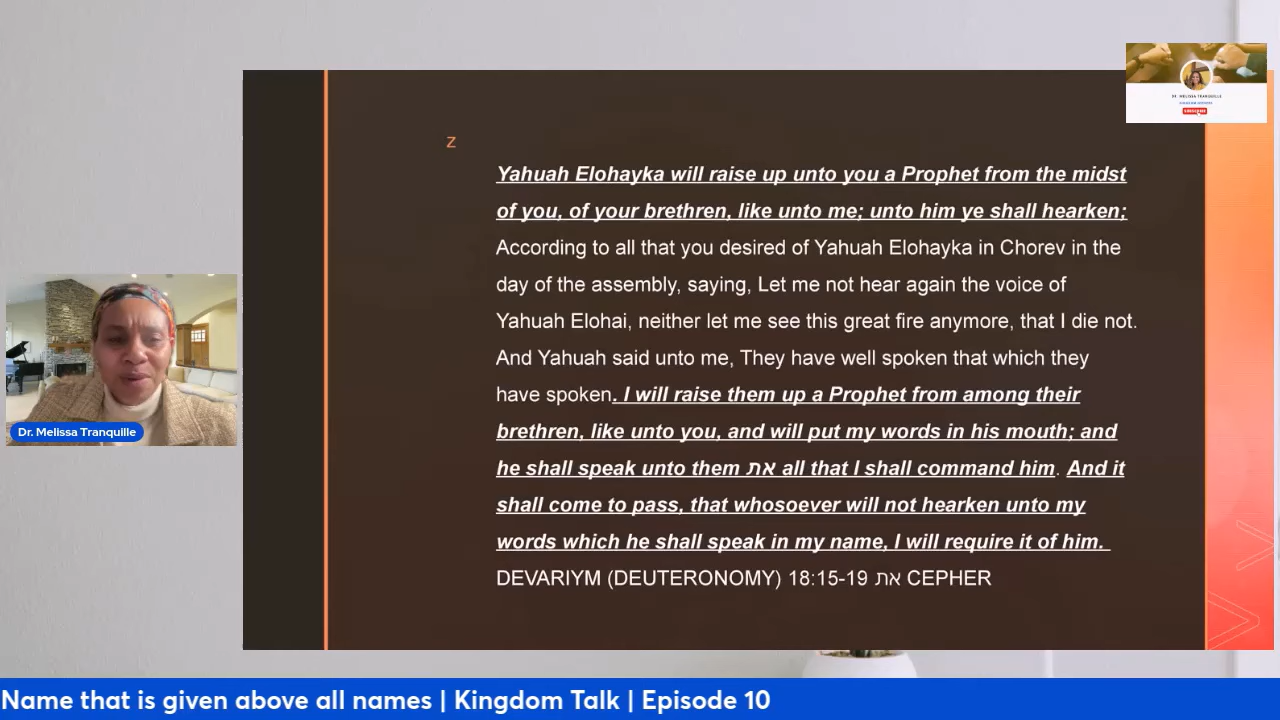 DR. MELISSA TRANQUILLE
SUBSCRIBE
z
Yahuah Elohayka will raise up unto you a Prophet from the midst
of you, of your brethren, like unto me; unto him ye shall hearken;
According to all that you desired of Yahuah Elohayka in Chorev in the
day of the assembly, saying, Let me not hear again the voice of
Yahuah Elohai, neither let me see this great fire anymore, that I die not.
And Yahuah said unto me, They have well spoken that which they
have spoken. I will raise them up a Prophet from among their
brethren, like unto you, and will put my words in his mouth; and
he shall speak unto them את all that I shall command him. And it
shall come to pass, that whosoever will not hearken unto my
words which he shall speak in my name, I will require it of him.
DEVARIYM (DEUTERONOMY) 18:15-19 את CEPHER
Dr. Melissa Tranquille
Name that is given above all names | Kingdom Talk | Episode 10